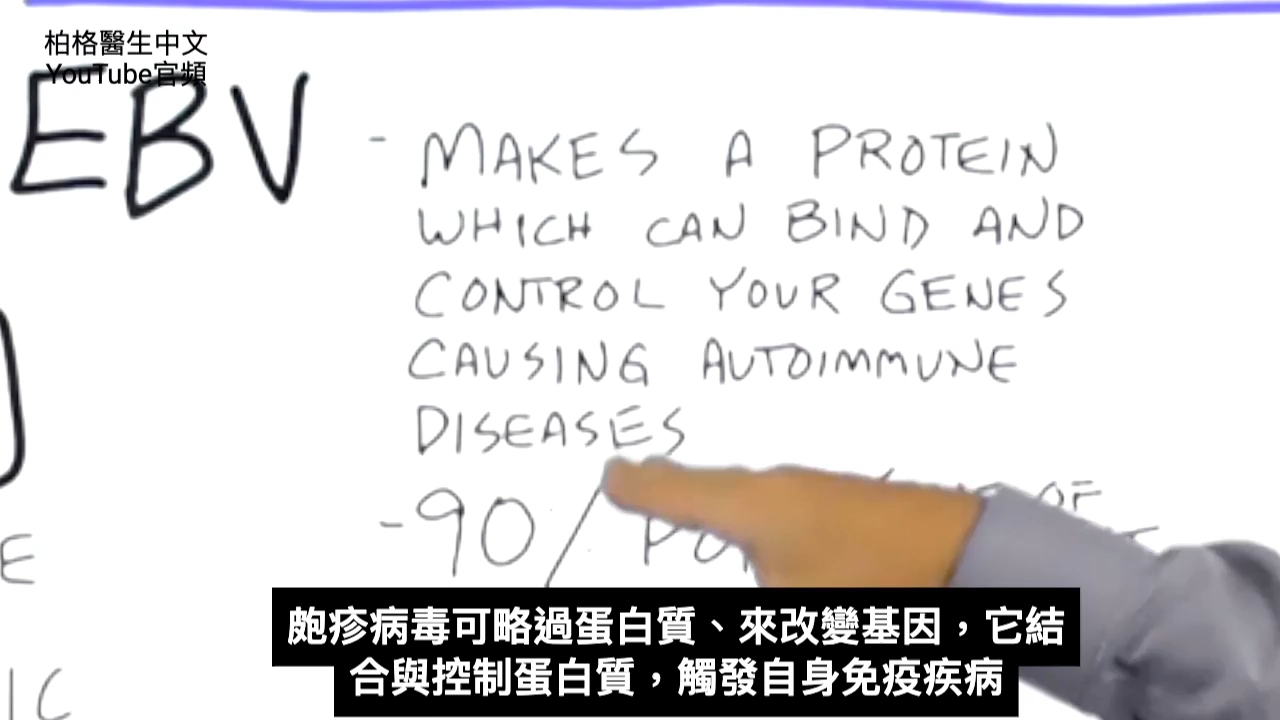 柏格醫生中文
YouTube官頻
EBV
- MAKES A PROTEIN
WHICH CAN BIND AND
CONTROL YOUR GENES
CAUSING AUTOIMMUNE
DISEASES
-90/ OF
E
IC
皰疹病毒可略過蛋白質、來改變基因，它結
合與控制蛋白質，觸發自身免疫疾病